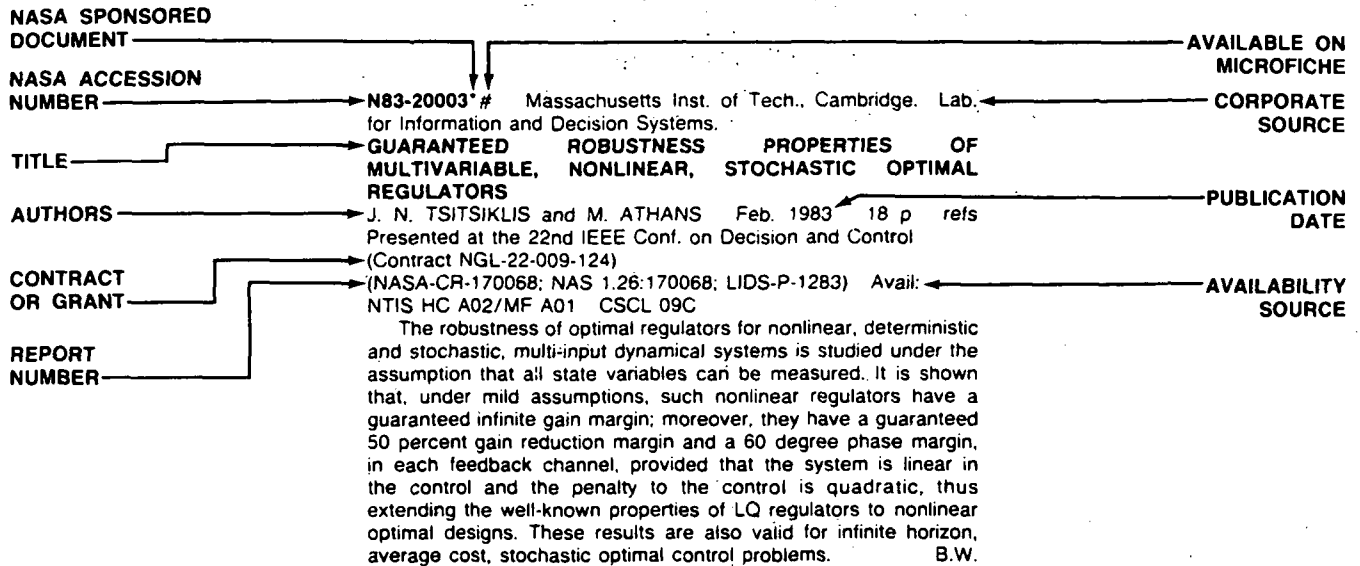 NASA SPONSORED
DOCUMENT
NASA ACCESSION
NUMBER
TITLE
AUTHORS
CONTRACT
OR GRANT
REPORT
NUMBER
N83-20003*# Massachusetts Inst. of Tech., Cambridge. Lab.
for Information and Decision Systems.
GUARANTEED ROBUSTNESS PROPERTIES OF
MULTIVARIABLE, NONLINEAR, STOCHASTIC OPTIMAL
REGULATORS
J. N. TSITSIKLIS and M. ATHANS Feb. 1983 18 p refs
Presented at the 22nd IEEE Conf. on Decision and Control
(Contract NGL-22-009-124)
(NASA-CR-170068; NAS 1.26:170068; LIDS-P-1283) Avail:
NTIS HC A02/MF A01 CSCL 09C
The robustness of optimal regulators for nonlinear, deterministic
and stochastic, multi-input dynamical systems is studied under the
assumption that all state variables can be measured. It is shown
that, under mild assumptions, such nonlinear regulators have a
guaranteed infinite gain margin; moreover, they have a guaranteed
50 percent gain reduction margin and a 60 degree phase margin,
in each feedback channel, provided that the system is linear in
the control and the penalty to the control is quadratic, thus
extending the well-known properties of LQ regulators to nonlinear
optimal designs. These results are also valid for infinite horizon,
average cost, stochastic optimal control problems. B.W.
AVAILABLE ON
MICROFICHE
CORPORATE
SOURCE
PUBLICATION
DATE
AVAILABILITY
SOURCE